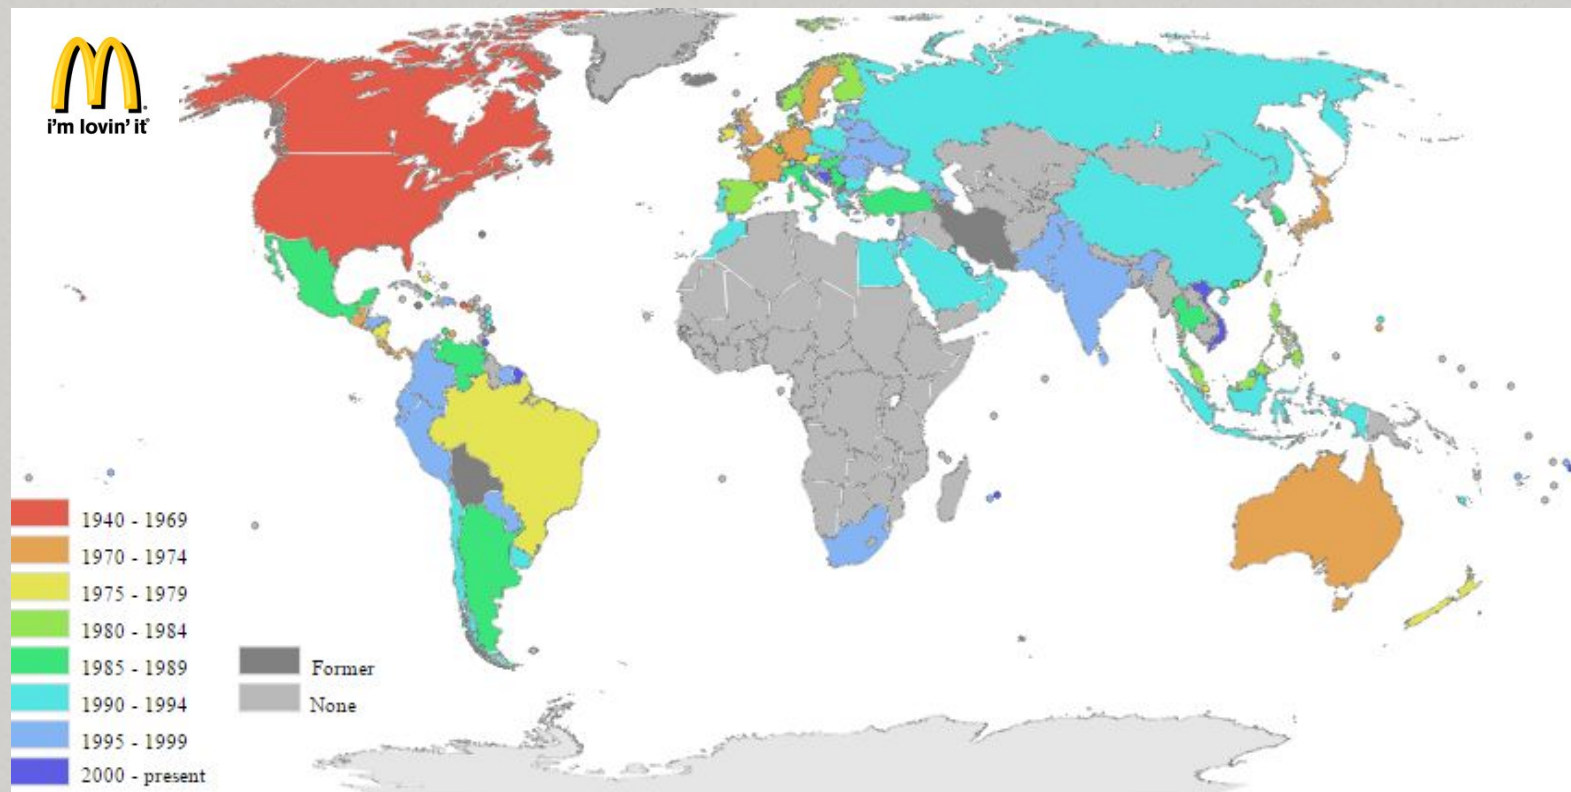 i'm lovin' it®
1940 - 1969
1970 - 1974
1975 - 1979
1980 - 1984
1985 - 1989
1990 - 1994
1995 - 1999
2000 - present
Former
None